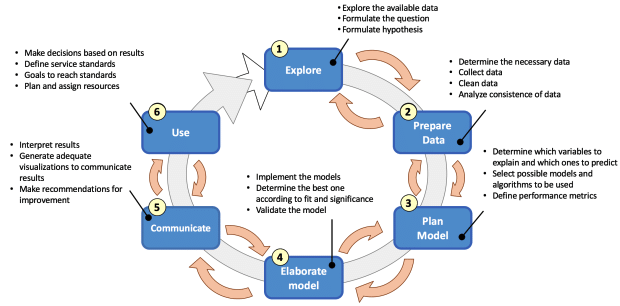 • Explore the available data
• Formulate the question
• Formulate hypothesis
1
Explore
• Determine the necessary data
• Collect data
• Clean data
• Analyze consistence of data
2
Prepare
Data
• Determine which variables to
explain and which ones to predict
• Select possible models and
algorithms to be used
• Define performance metrics
3
Plan
Model
• Implement the models
• Determine the best one
according to fit and significance
• Validate the model
4
Elaborate
model
• Interpret results
• Generate adequate
visualizations to communicate
results
• Make recommendations for
improvement
5
Communicate
• Make decisions based on results
• Define service standards
• Goals to reach standards
• Plan and assign resources
6
Use